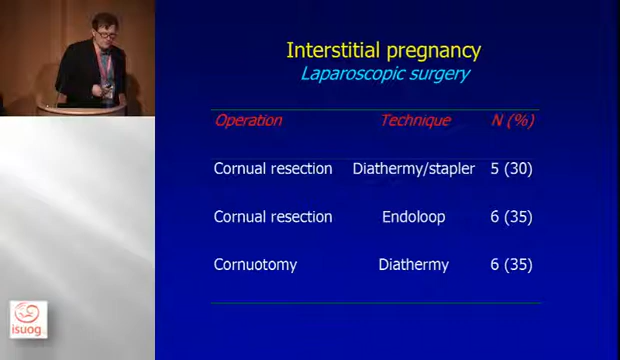 Interstitial pregnancy
Laparoscopic surgery
Operation Technique N (%)
Cornual resection Diathermy/stapler 5 (30)
Cornual resection Endoloop 6 (35)
Cornuotomy Diathermy 6 (35)
isuog